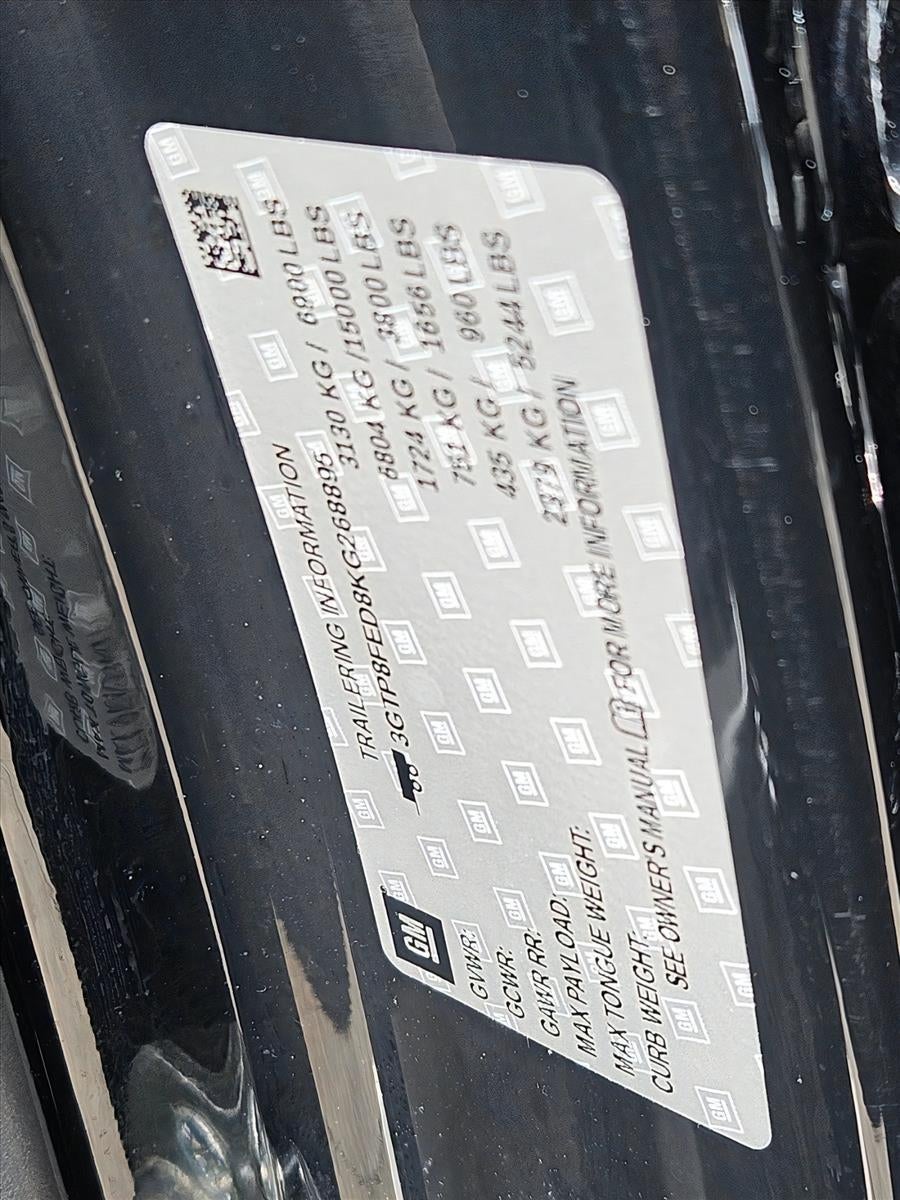 GM
TRAILERING INFORMATION
3GTP8FED8KG268895
GVWR: 3130 KG / 6900 LBS
GCWR: 6804 KG / 15000 LBS
GAWR RR: 1724 KG / 3800 LBS
MAX PAYLOAD: 751 KG / 1656 LBS
MAX TONGUE WEIGHT: 435 KG / 960 LBS
CURB WEIGHT: 2379 KG / 5244 LBS
SEE OWNER'S MANUAL FOR MORE INFORMATION